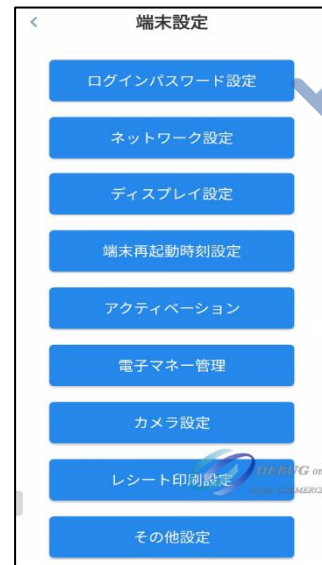 端末設定
ログインパスワード設定
ネットワーク設定
ディスプレイ設定
端末再起動時刻設定
アクティベーション
電子マネー管理
カメラ設定
レシート印刷設定
DEBUG on
その他設定